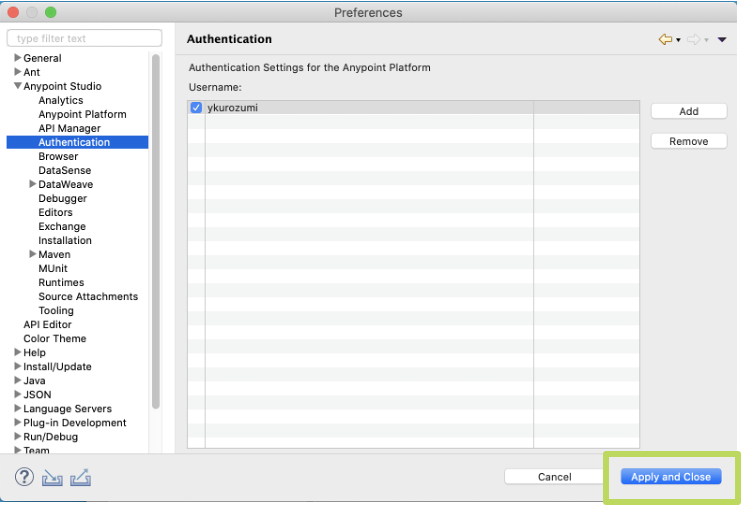 Preferences
type filter text
General
Ant
Anypoint Studio
Analytics
Anypoint Platform
API Manager
Authentication
Browser
DataSense
DataWeave
Debugger
Editors
Exchange
Installation
Maven
MUnit
Runtimes
Source Attachments
Tooling
API Editor
Color Theme
Help
Install/Update
Java
JSON
Language Servers
Plug-in Development
Run/Debug
Team
Authentication
Authentication Settings for the Anypoint Platform
Username:
ykurozumi
Add
Remove
?
Cancel
Apply and Close